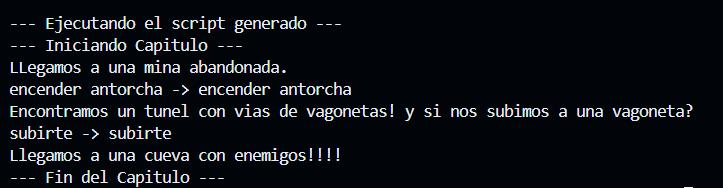 --- Ejecutando el script generado ---
--- Iniciando Capitulo ---
LLegamos a una mina abandonada.
encender antorcha -> encender antorcha
Encontramos un tunel con vias de vagonetas! y si nos subimos a una vagoneta?
subirte -> subirte
Llegamos a una cueva con enemigos!!!!
--- Fin del Capitulo ---